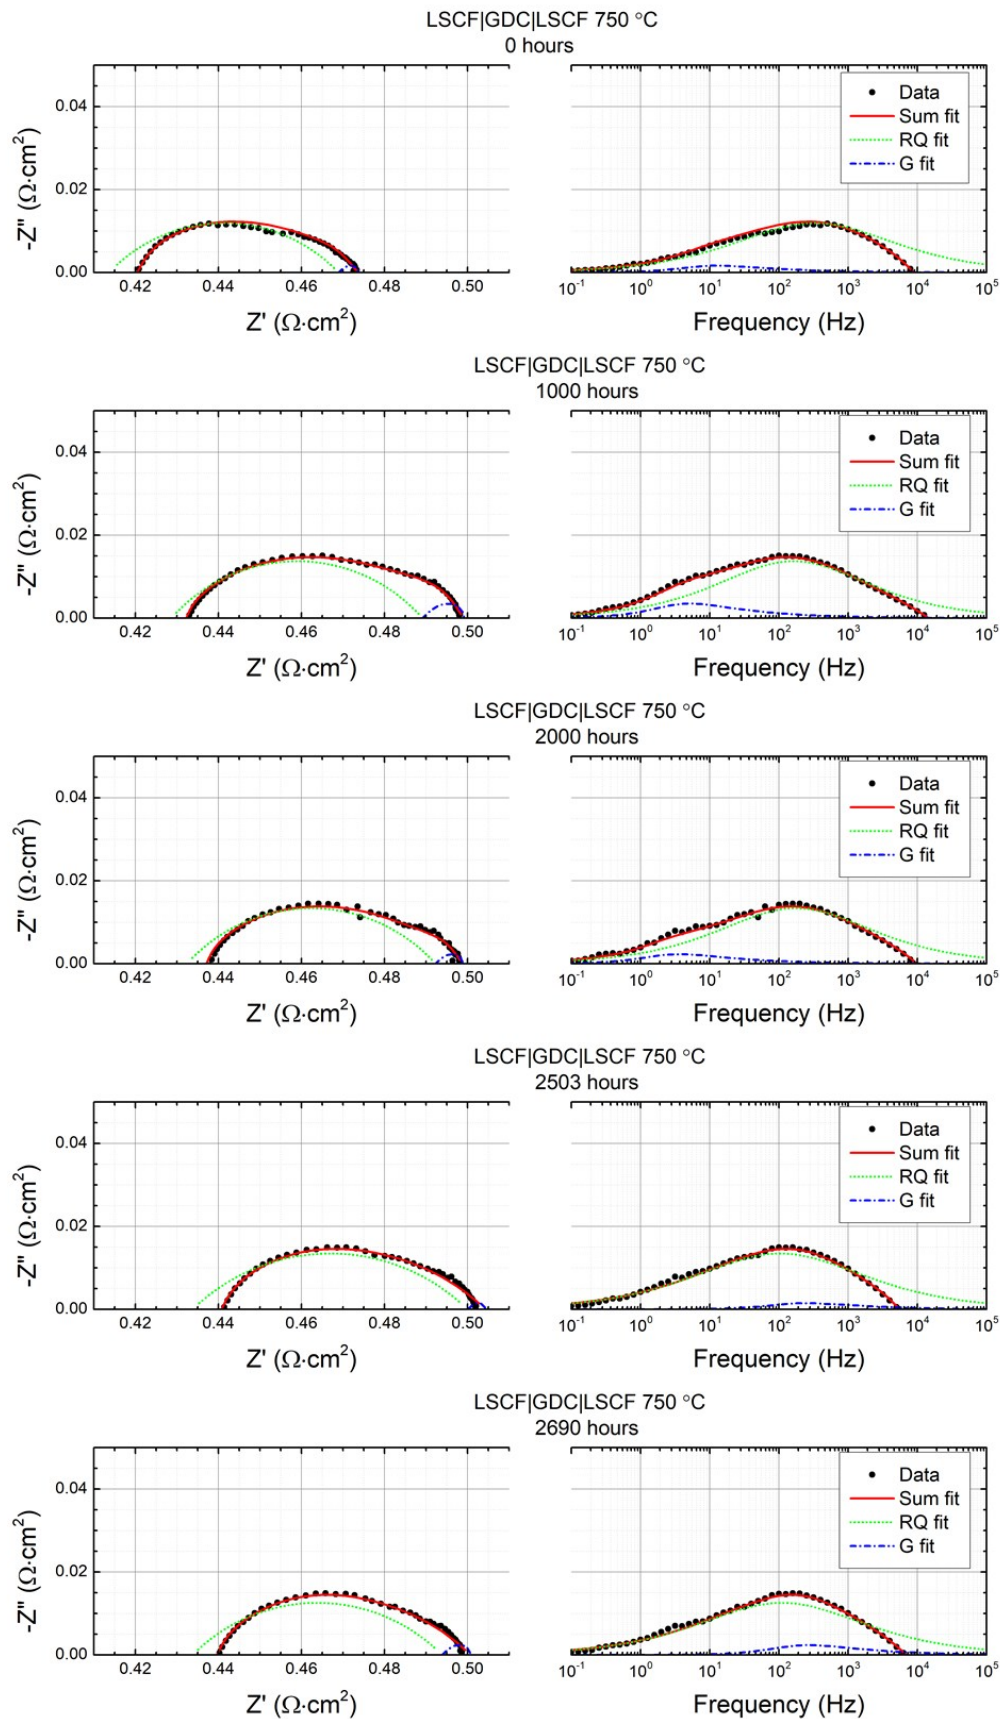 LSCF|GDC|LSCF 750 °C
0 hours
-Z" (Ω·cm²)
0.04
0.02
0.00
0.42 0.44 0.46 0.48 0.50
Z' (Ω·cm²)
Data
Sum fit
RQ fit
G fit
10⁻¹ 10⁰ 10¹ 10² 10³ 10⁴ 10⁵
Frequency (Hz)
LSCF|GDC|LSCF 750 °C
1000 hours
-Z" (Ω·cm²)
0.04
0.02
0.00
0.42 0.44 0.46 0.48 0.50
Z' (Ω·cm²)
Data
Sum fit
RQ fit
G fit
10⁻¹ 10⁰ 10¹ 10² 10³ 10⁴ 10⁵
Frequency (Hz)
LSCF|GDC|LSCF 750 °C
2000 hours
-Z" (Ω·cm²)
0.04
0.02
0.00
0.42 0.44 0.46 0.48 0.50
Z' (Ω·cm²)
Data
Sum fit
RQ fit
G fit
10⁻¹ 10⁰ 10¹ 10² 10³ 10⁴ 10⁵
Frequency (Hz)
LSCF|GDC|LSCF 750 °C
2503 hours
-Z" (Ω·cm²)
0.04
0.02
0.00
0.42 0.44 0.46 0.48 0.50
Z' (Ω·cm²)
Data
Sum fit
RQ fit
G fit
10⁻¹ 10⁰ 10¹ 10² 10³ 10⁴ 10⁵
Frequency (Hz)
LSCF|GDC|LSCF 750 °C
2690 hours
-Z" (Ω·cm²)
0.04
0.02
0.00
0.42 0.44 0.46 0.48 0.50
Z' (Ω·cm²)
Data
Sum fit
RQ fit
G fit
10⁻¹ 10⁰ 10¹ 10² 10³ 10⁴ 10⁵
Frequency (Hz)